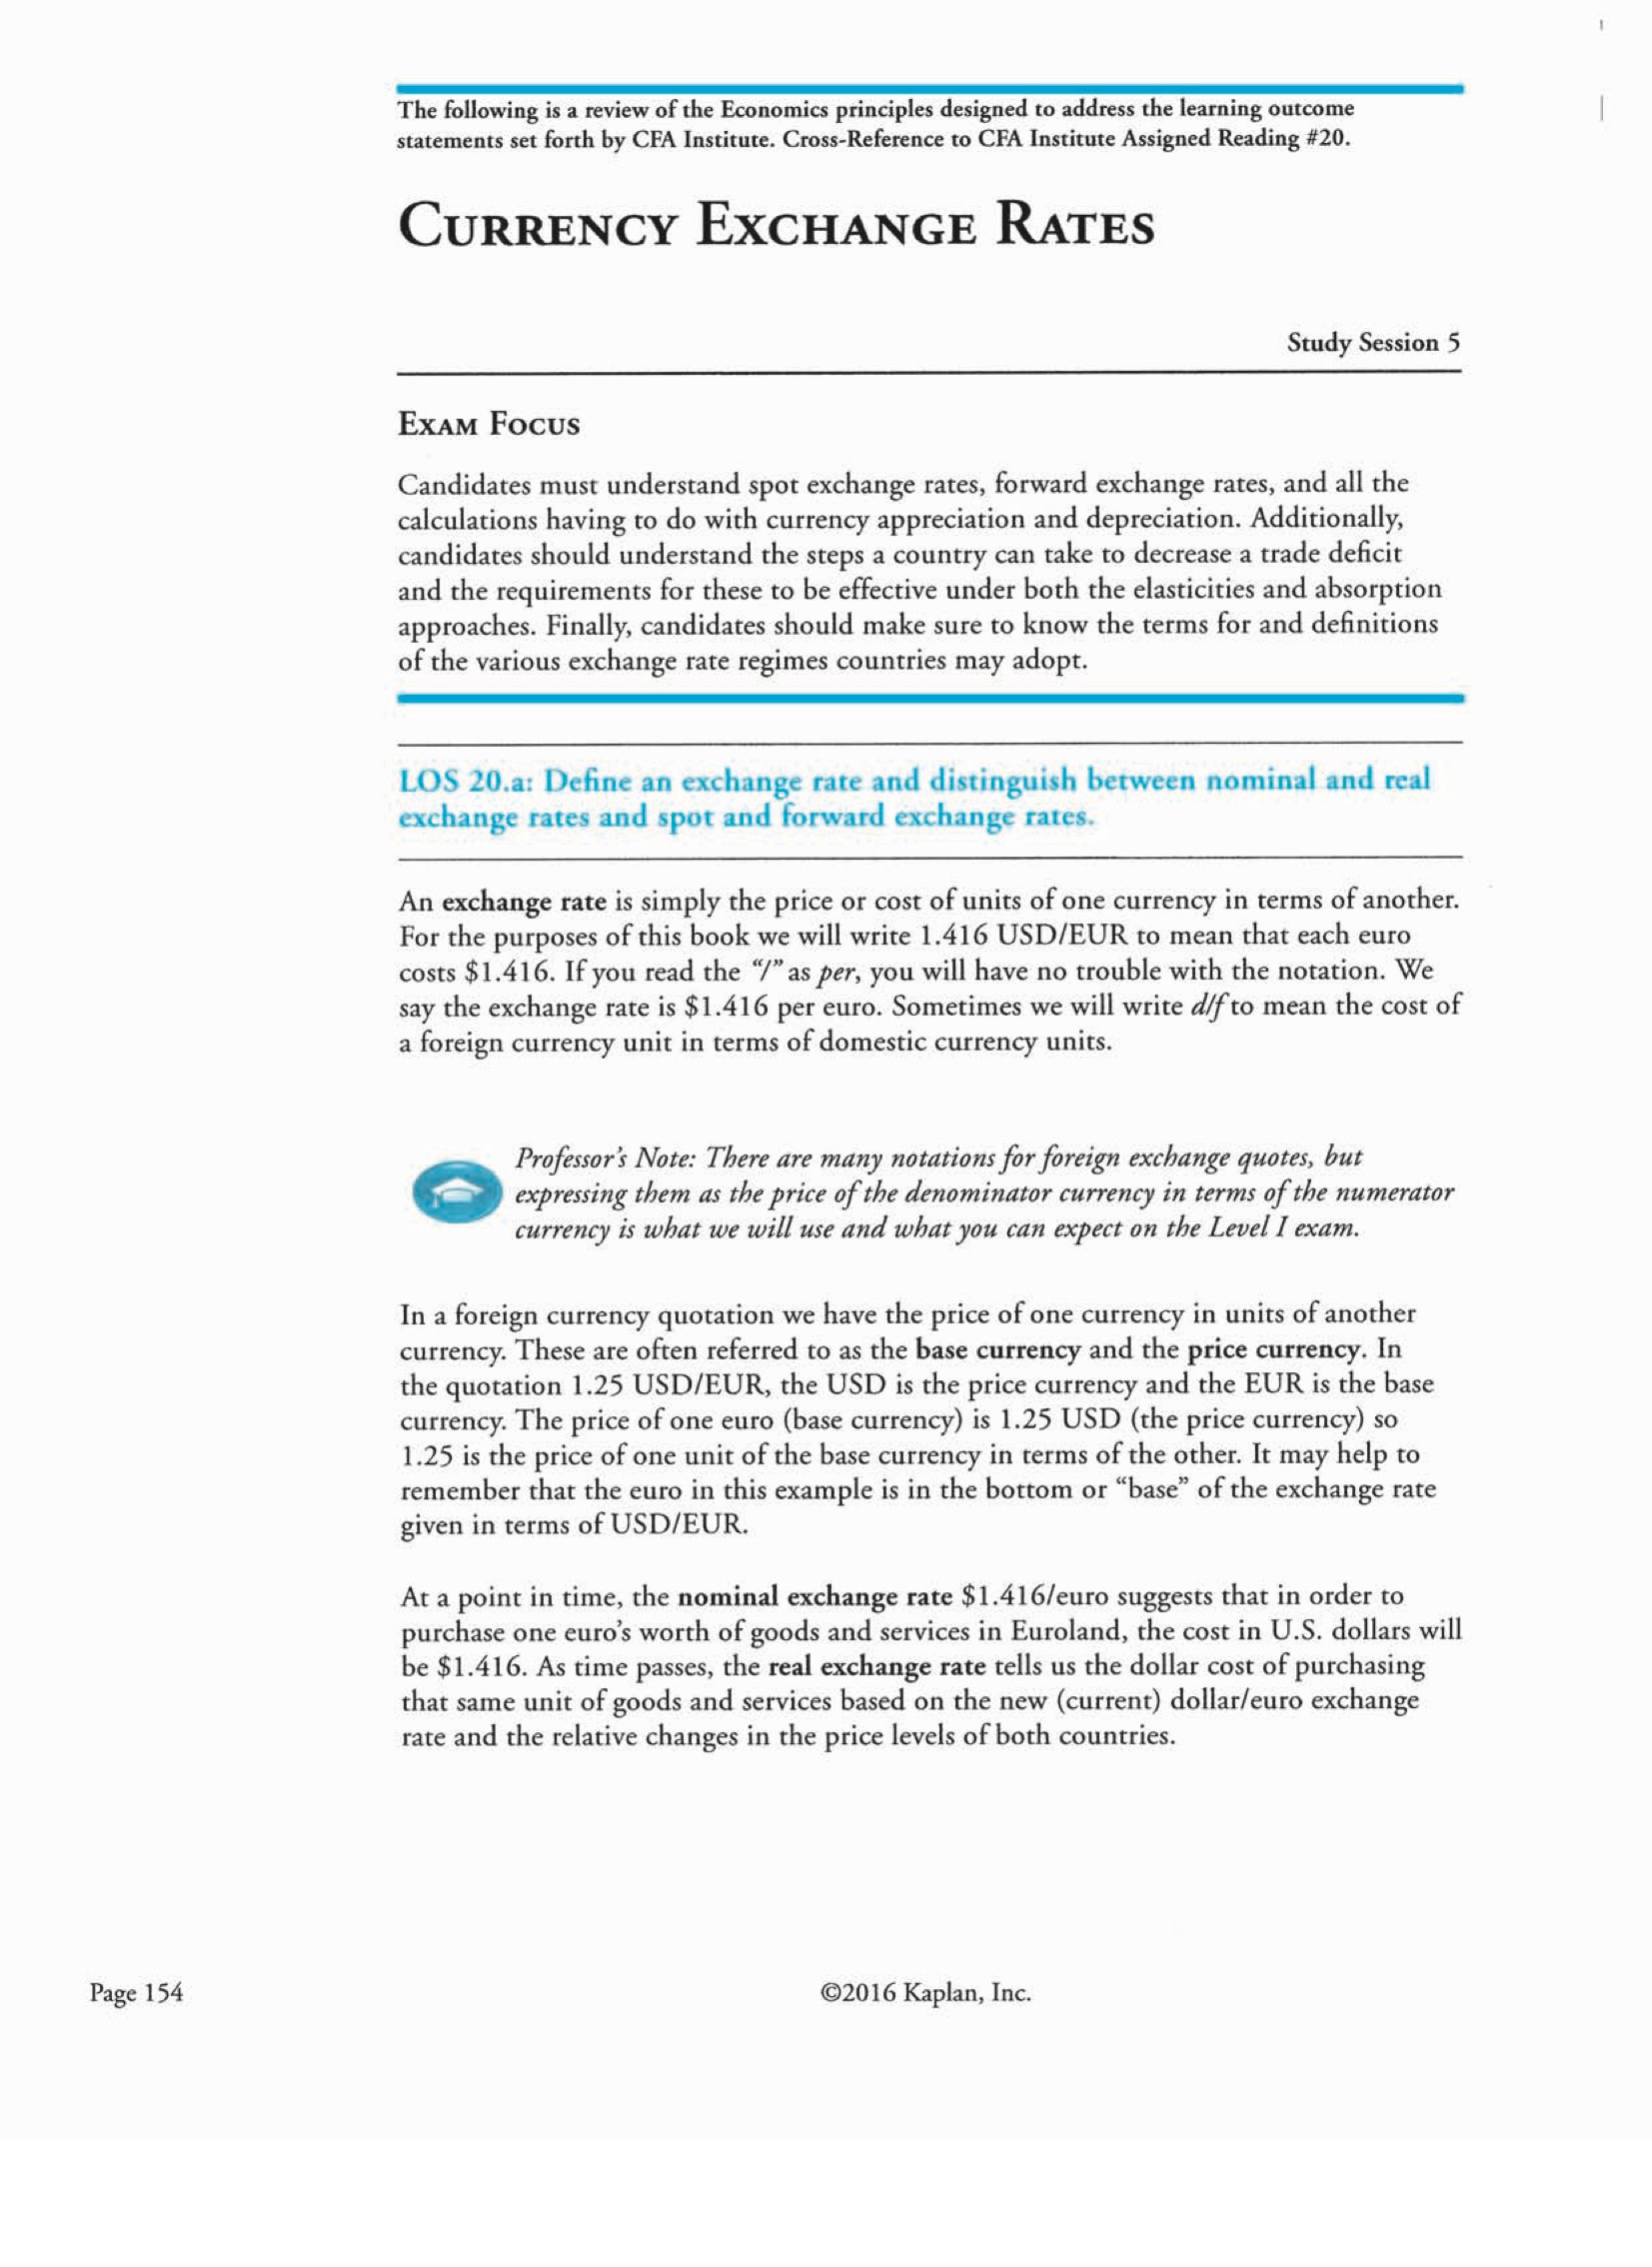 The following is a review of the Economics principles designed to address the learning outcome
statements set forth by CFA Institute. Cross-Reference to CFA Institute Assigned Reading #20.
CURRENCY EXCHANGE RATES
Study Session 5
EXAM FOCUS
Candidates must understand spot exchange rates, forward exchange rates, and all the
calculations having to do with currency appreciation and depreciation. Additionally,
candidates should understand the steps a country can take to decrease a trade deficit
and the requirements for these to be effective under both the elasticities and absorption
approaches. Finally, candidates should make sure to know the terms for and definitions
of the various exchange rate regimes countries may adopt.
LOS 20.a: Define an exchange rate and distinguish between nominal and real
exchange rates and spot and forward exchange rates.
An exchange rate is simply the price or cost of units of one currency in terms of another.
For the purposes of this book we will write 1.416 USD/EUR to mean that each euro
costs $1.416. If you read the “/” as per, you will have no trouble with the notation. We
say the exchange rate is $1.416 per euro. Sometimes we will write d/f to mean the cost of
a foreign currency unit in terms of domestic currency units.
Professor's Note: There are many notations for foreign exchange quotes, but
expressing them as the price of the denominator currency in terms of the numerator
currency is what we will use and what you can expect on the Level I exam.
In a foreign currency quotation we have the price of one currency in units of another
currency. These are often referred to as the base currency and the price currency. In
the quotation 1.25 USD/EUR, the USD is the price currency and the EUR is the base
currency. The price of one euro (base currency) is 1.25 USD (the price currency) so
1.25 is the price of one unit of the base currency in terms of the other. It may help to
remember that the euro in this example is in the bottom or “base” of the exchange rate
given in terms of USD/EUR.
At a point in time, the nominal exchange rate $1.416/euro suggests that in order to
purchase one euro’s worth of goods and services in Euroland, the cost in U.S. dollars will
be $1.416. As time passes, the real exchange rate tells us the dollar cost of purchasing
that same unit of goods and services based on the new (current) dollar/euro exchange
rate and the relative changes in the price levels of both countries.
Page 154
©2016 Kaplan, Inc.